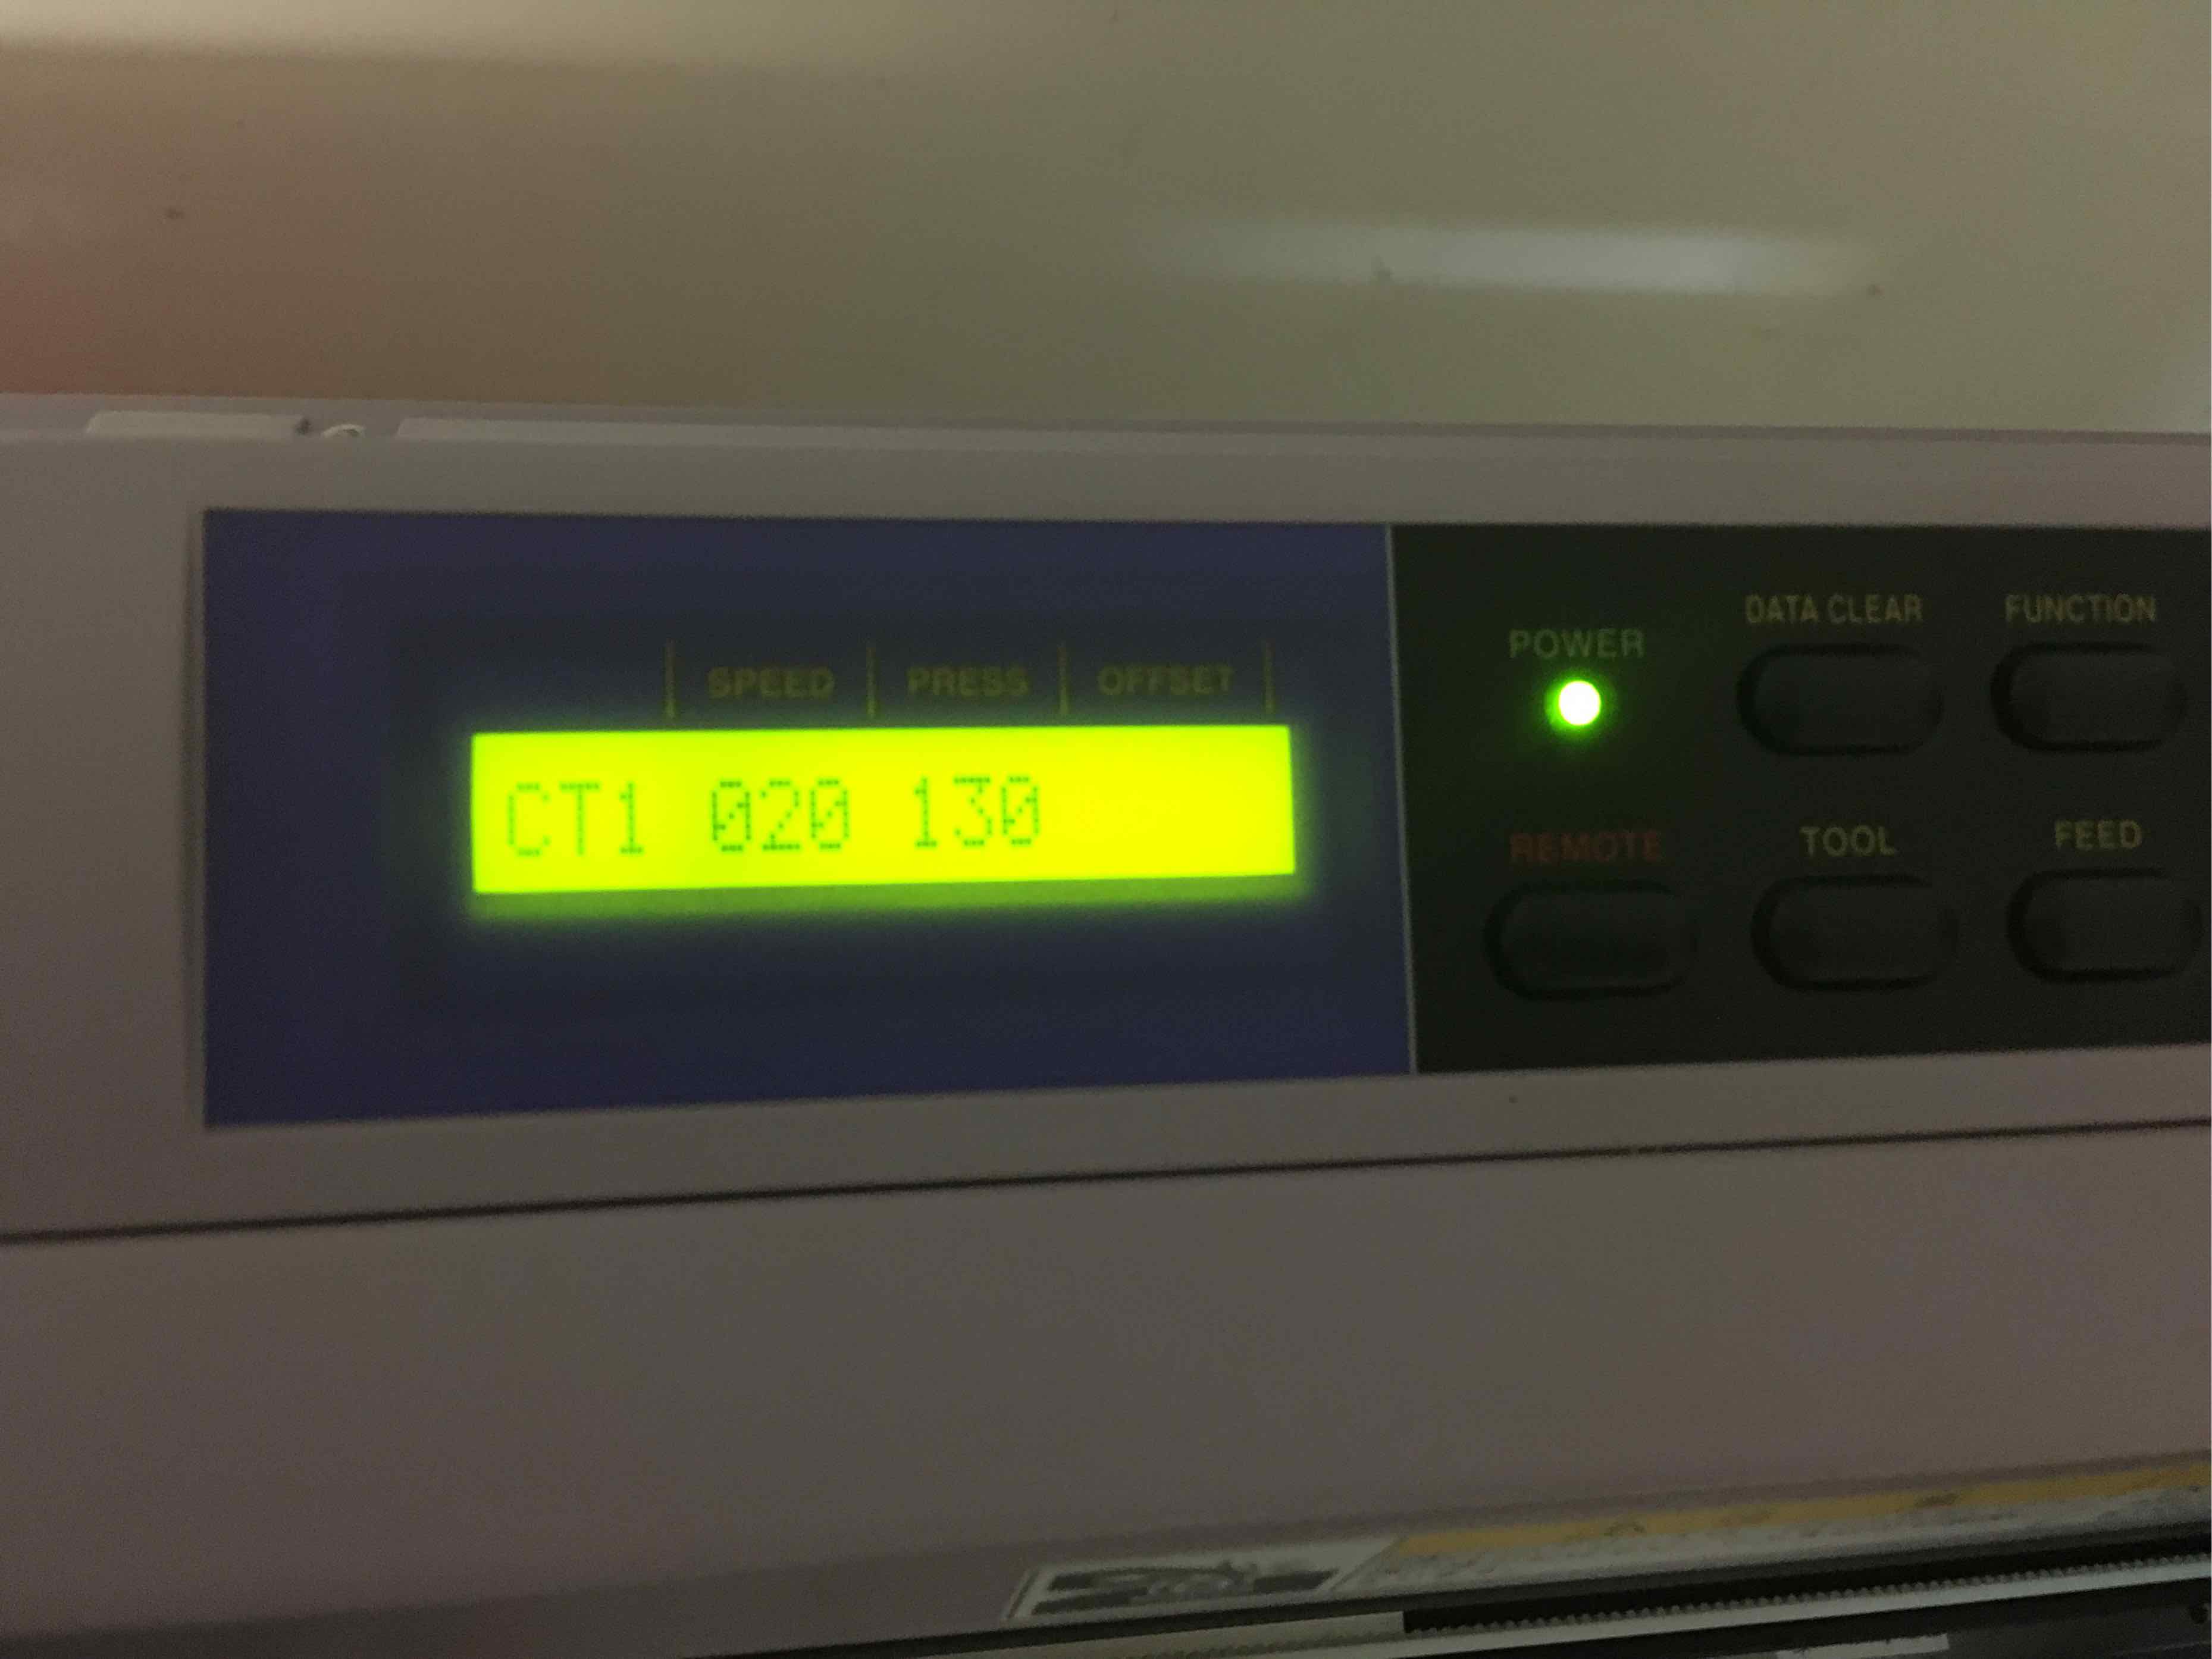 SPEED PRESS OFFSET
CT1 020 130
POWER
DATA CLEAR
FUNCTION
REMOTE
TOOL
FEED